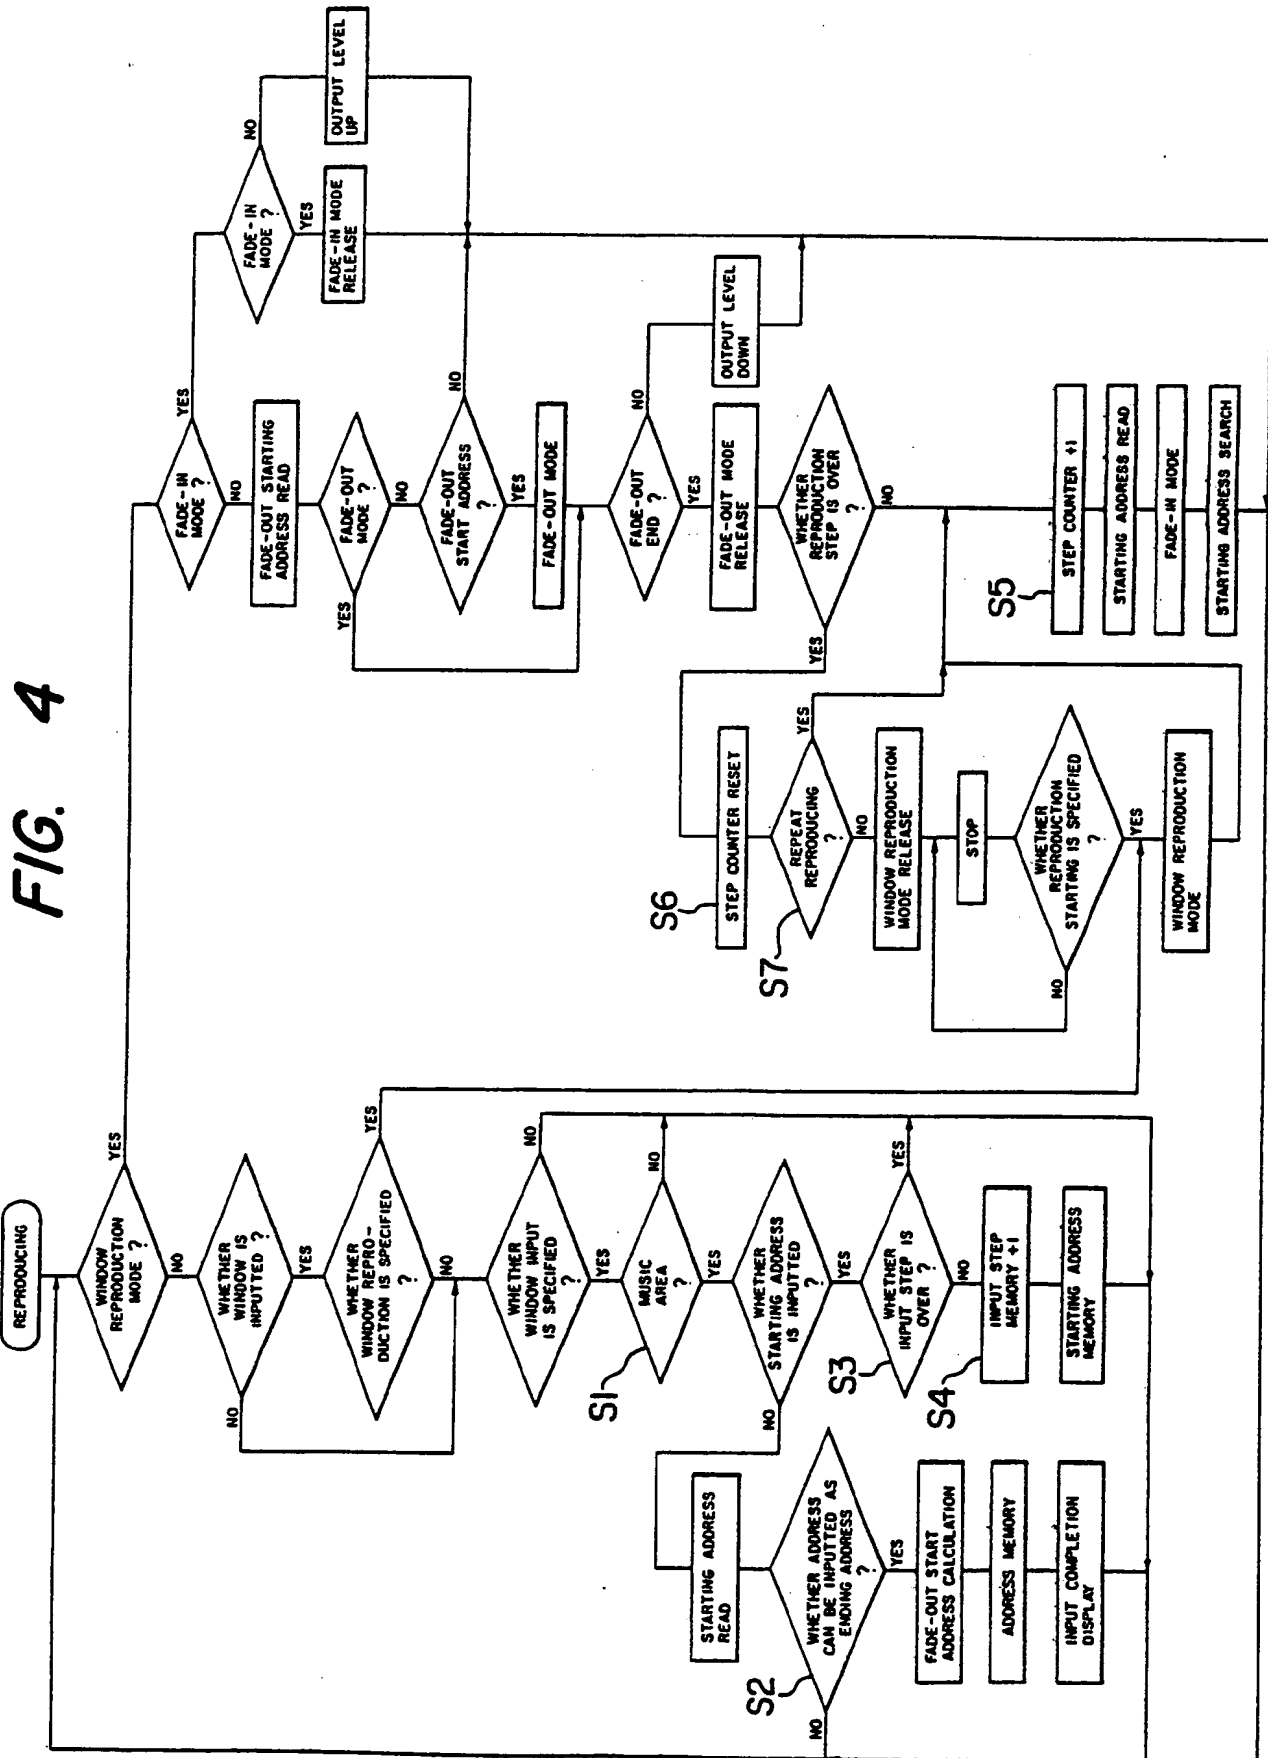 FIG. 4
REPRODUCING
WINDOW
REPRODUCTION
MODE ?
YES
NO
WHETHER
WINDOW IS
INPUTTED ?
NO
YES
WHETHER
WINDOW REPRO-
DUCTION IS SPECIFIED
?
YES
NO
WHETHER
WINDOW INPUT
IS SPECIFIED
?
NO
YES
S1
MUSIC
AREA
?
NO
YES
WHETHER
STARTING ADDRESS
IS INPUTTED
?
NO
YES
S3
WHETHER
INPUT STEP IS
OVER ?
YES
NO
S4
INPUT STEP
MEMORY +1
STARTING ADDRESS
MEMORY
STARTING ADDRESS
READ
S2
WHETHER ADDRESS
CAN BE INPUTTED AS
ENDING ADDRESS
?
NO
YES
FADE-OUT START
ADDRESS CALCULATION
ADDRESS MEMORY
INPUT COMPLETION
DISPLAY
FADE-IN
MODE ?
YES
NO
FADE-OUT STARTING
ADDRESS READ
FADE-OUT
MODE ?
YES
NO
FADE-OUT
START ADDRESS
?
NO
YES
FADE-OUT MODE
FADE-OUT
END ?
NO
YES
OUTPUT LEVEL
DOWN
FADE-OUT MODE
RELEASE
WHETHER
REPRODUCTION
STEP IS OVER
?
YES
NO
S5
STEP COUNTER +1
STARTING ADDRESS READ
FADE-IN MODE
STARTING ADDRESS SEARCH
S6
STEP COUNTER RESET
S7
REPEAT
REPRODUCING
?
YES
NO
WINDOW REPRODUCTION
MODE RELEASE
STOP
WHETHER
REPRODUCTION
STARTING IS SPECIFIED
?
NO
YES
WINDOW REPRODUCTION
MODE
FADE-IN
MODE ?
NO
YES
OUTPUT LEVEL
UP
FADE-IN MODE
RELEASE